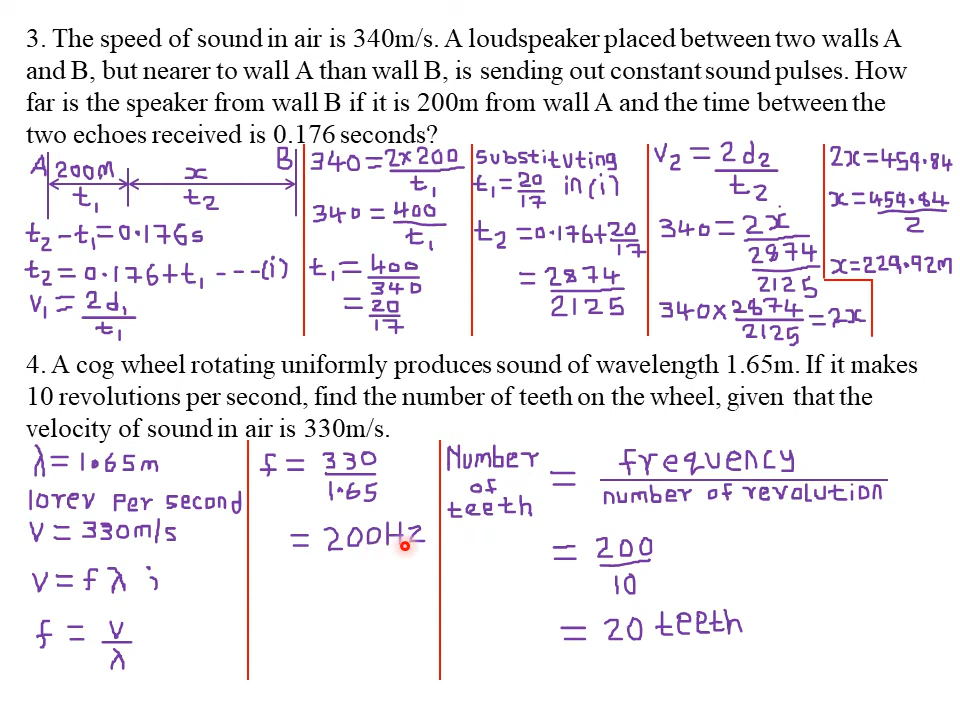 3. The speed of sound in air is 340m/s. A loudspeaker placed between two walls A
and B, but nearer to wall A than wall B, is sending out constant sound pulses. How
far is the speaker from wall B if it is 200m from wall A and the time between the
two echoes received is 0.176 seconds?
A 200m x B
t₁ t₂
t₂-t₁=0.176s
t₂=0.176+t₁---(i)
V₁=2d₁
t₁
340=2×200
t₁
340=400
t₁
t₁=400
340
=20
17
Substituting
t₁=20 in(i)
17
t₂=0.176+20
17
=2874
2125
V₂=2d₂
t₂
340=2x
2874
2125
340×2874=2x
2125
2x=459.84
x=459.84
2
x=229.92m
4. A cog wheel rotating uniformly produces sound of wavelength 1.65m. If it makes
10 revolutions per second, find the number of teeth on the wheel, given that the
velocity of sound in air is 330m/s.
λ=1.65m
10rev Per second
V=330m/s
V=fλ ;
f=V
λ
f=330
1.65
=200HZ
Number
of
teeth
= frequency
number of revolution
=200
10
=20 teeth